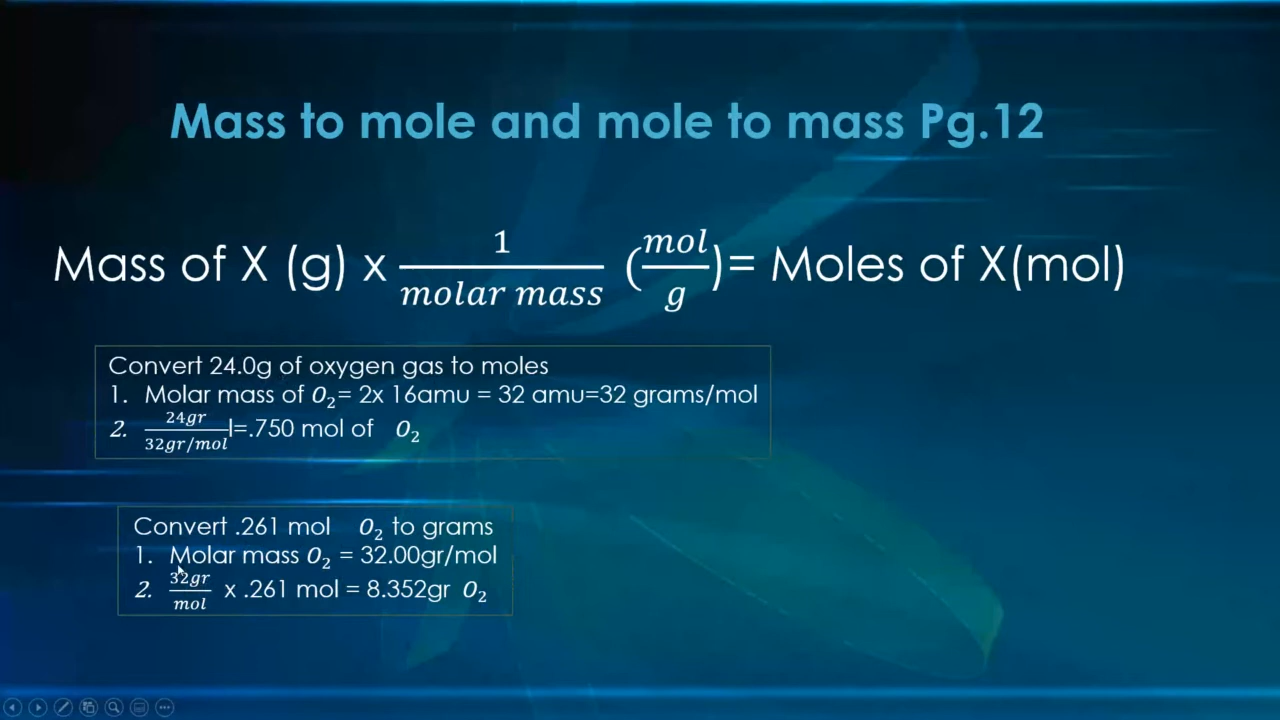 Mass to mole and mole to mass Pg.12
Mass of X (g) x 1/molar mass (mol/g)= Moles of X(mol)
Convert 24.0g of oxygen gas to moles
1. Molar mass of O₂= 2x 16amu = 32 amu=32 grams/mol
2. 24gr/32gr/mol l=.750 mol of O₂
Convert .261 mol O₂ to grams
1. Molar mass O₂ = 32.00gr/mol
2. 32gr/mol x .261 mol = 8.352gr O₂